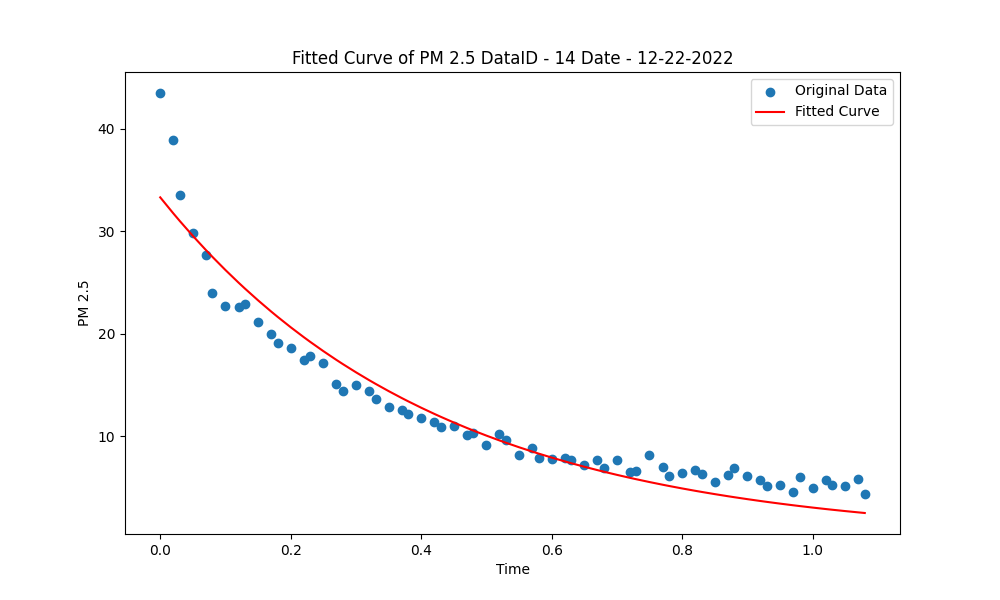 Fitted Curve of PM 2.5 DataID - 14 Date - 12-22-2022
Original Data
Fitted Curve
40
30
20
10
PM 2.5
0.0 0.2 0.4 0.6 0.8 1.0
Time